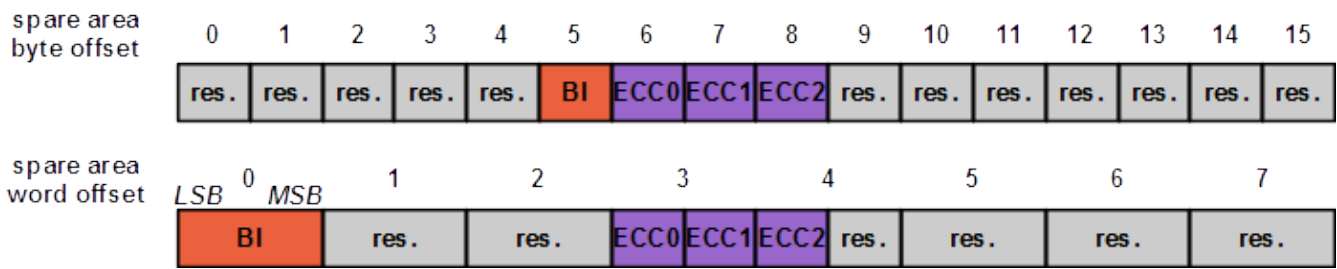 spare area
byte offset
0 1 2 3 4 5 6 7 8 9 10 11 12 13 14 15
res. res. res. res. res. BI ECC0 ECC1 ECC2 res. res. res. res. res. res. res.
spare area
word offset
LSB 0 MSB 1 2 3 4 5 6 7
BI res. res. ECC0 ECC1 ECC2 res. res. res. res.